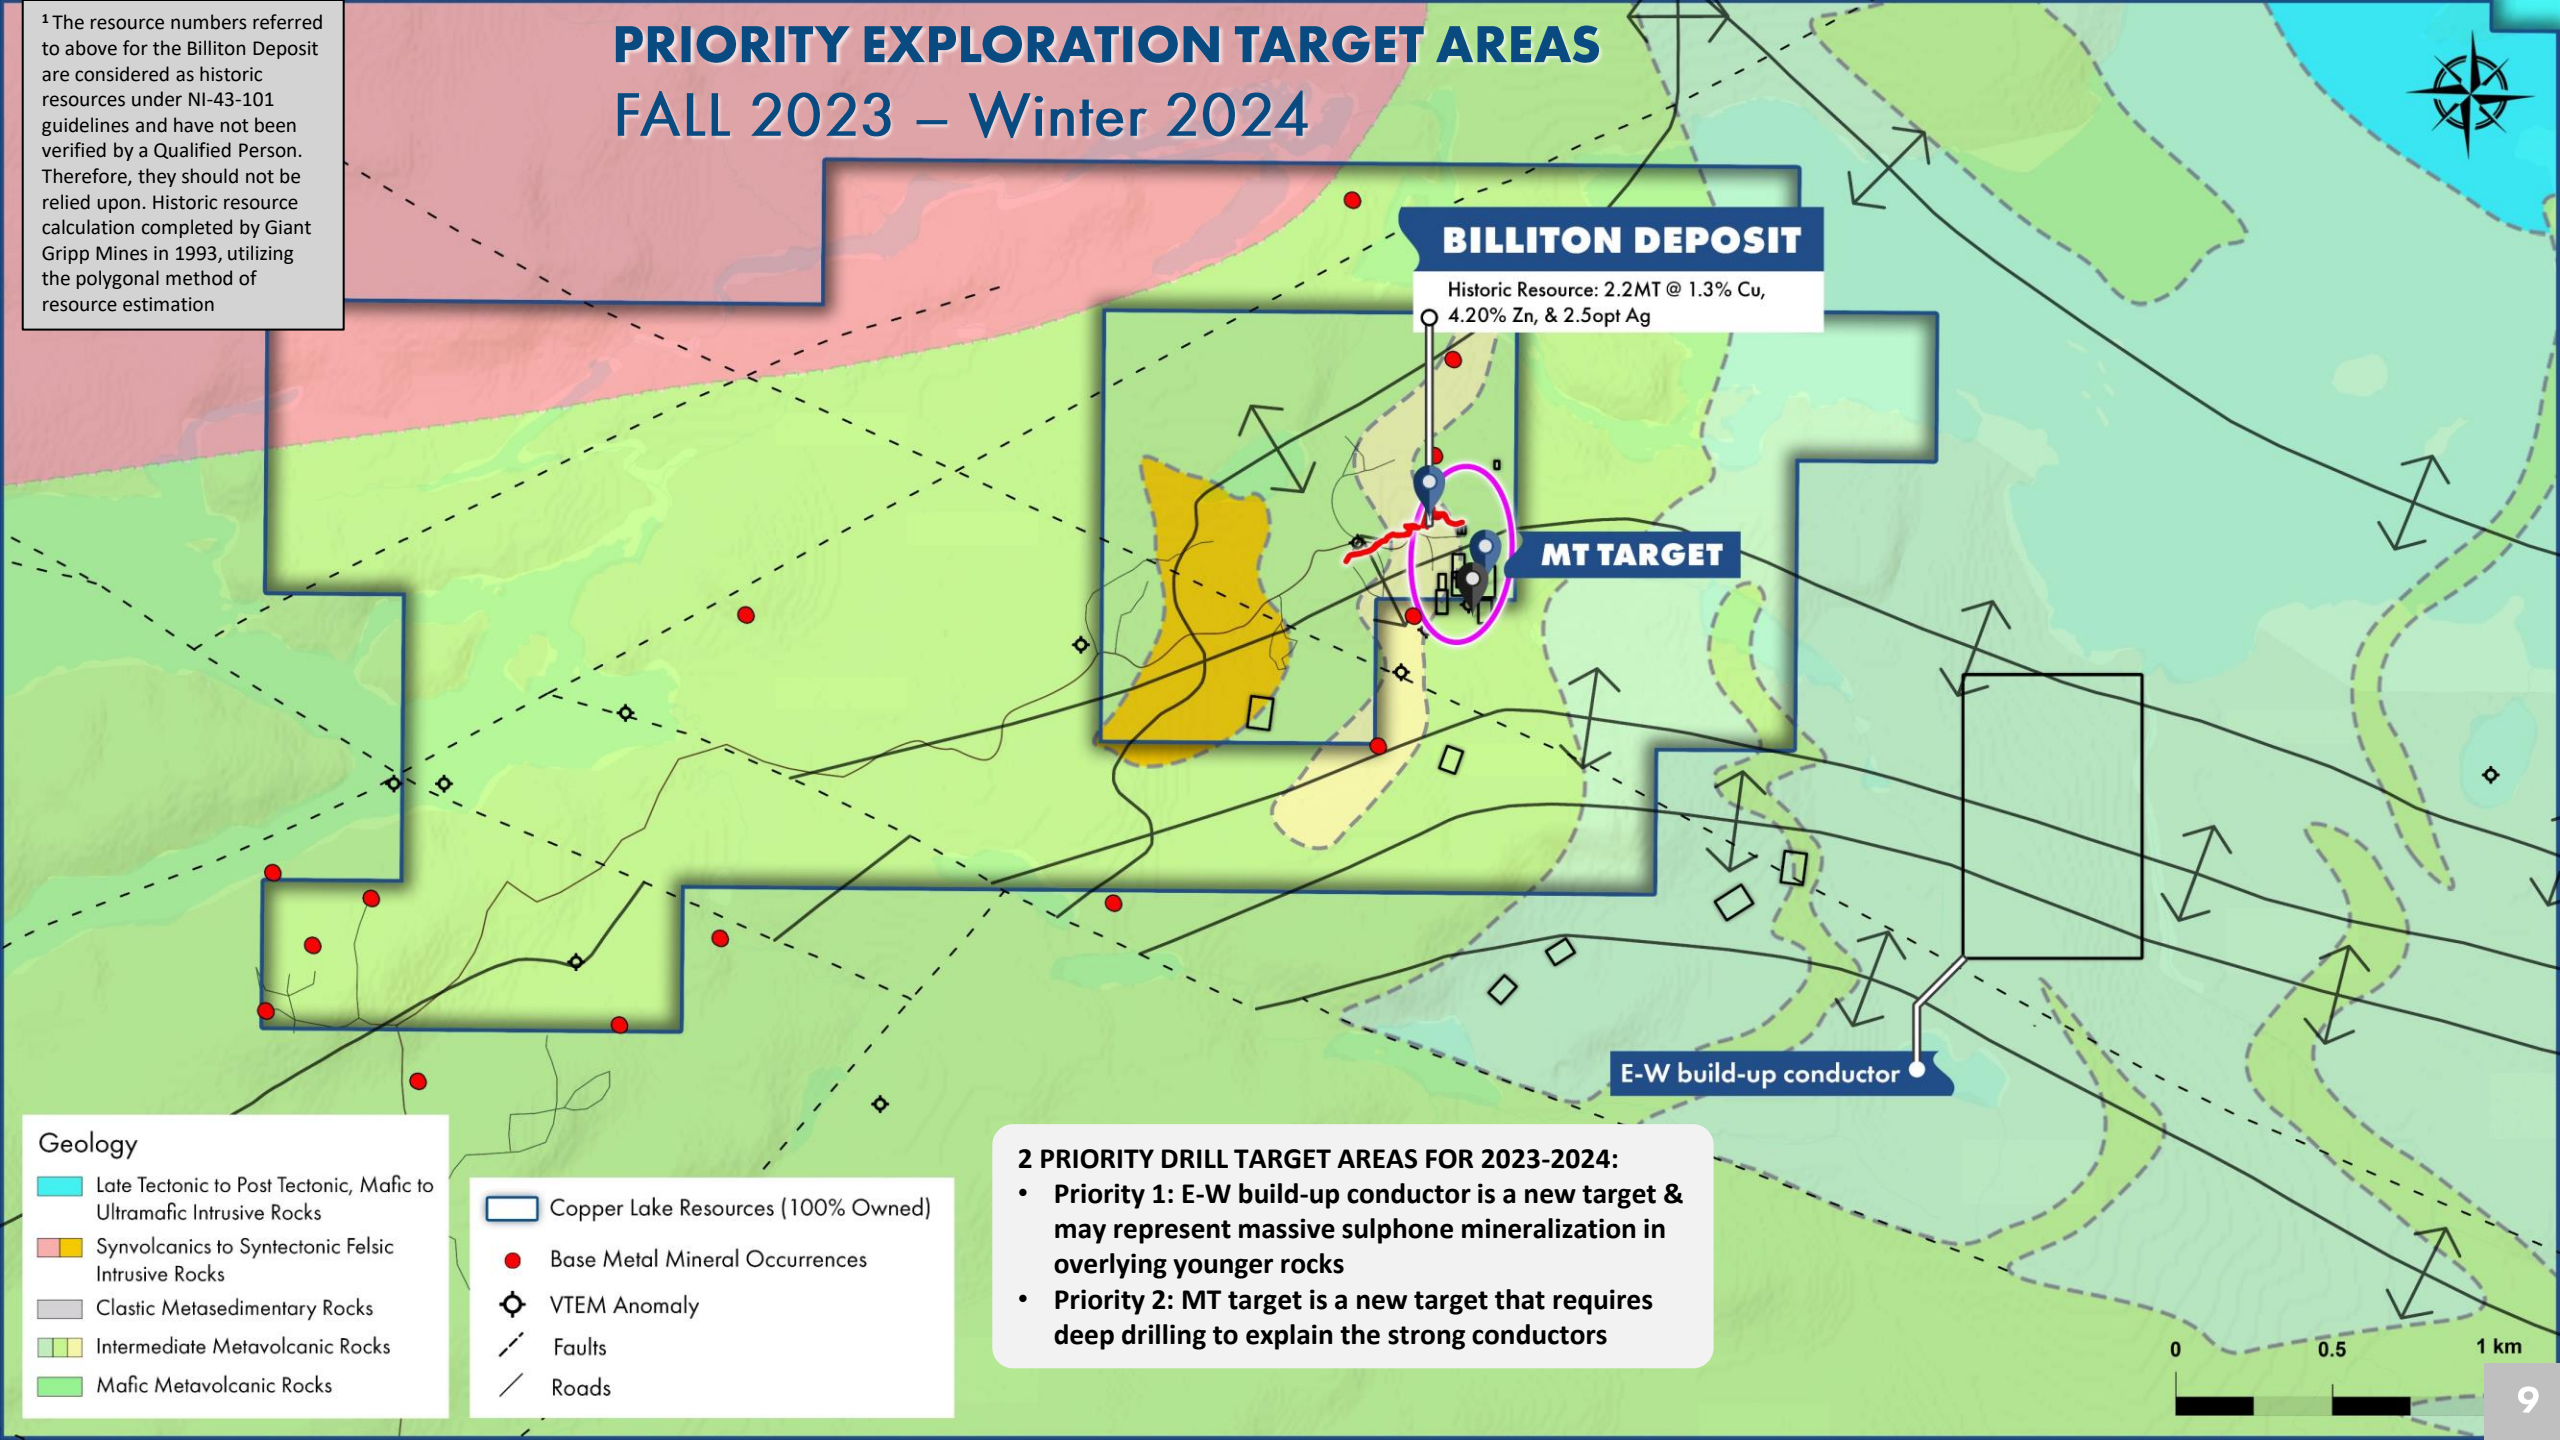 ¹ The resource numbers referred
to above for the Billiton Deposit
are considered as historic
resources under NI-43-101
guidelines and have not been
verified by a Qualified Person.
Therefore, they should not be
relied upon. Historic resource
calculation completed by Giant
Gripp Mines in 1993, utilizing
the polygonal method of
resource estimation
PRIORITY EXPLORATION TARGET AREAS
FALL 2023 – Winter 2024
BILLITON DEPOSIT
Historic Resource: 2.2MT @ 1.3% Cu,
4.20% Zn, & 2.5opt Ag
MT TARGET
E-W build-up conductor
Geology
Late Tectonic to Post Tectonic, Mafic to
Ultramafic Intrusive Rocks
Synvolcanics to Syntectonic Felsic
Intrusive Rocks
Clastic Metasedimentary Rocks
Intermediate Metavolcanic Rocks
Mafic Metavolcanic Rocks
Copper Lake Resources (100% Owned)
Base Metal Mineral Occurrences
VTEM Anomaly
Faults
Roads
2 PRIORITY DRILL TARGET AREAS FOR 2023-2024:
• Priority 1: E-W build-up conductor is a new target &
may represent massive sulphone mineralization in
overlying younger rocks
• Priority 2: MT target is a new target that requires
deep drilling to explain the strong conductors
0 0.5 1 km
9